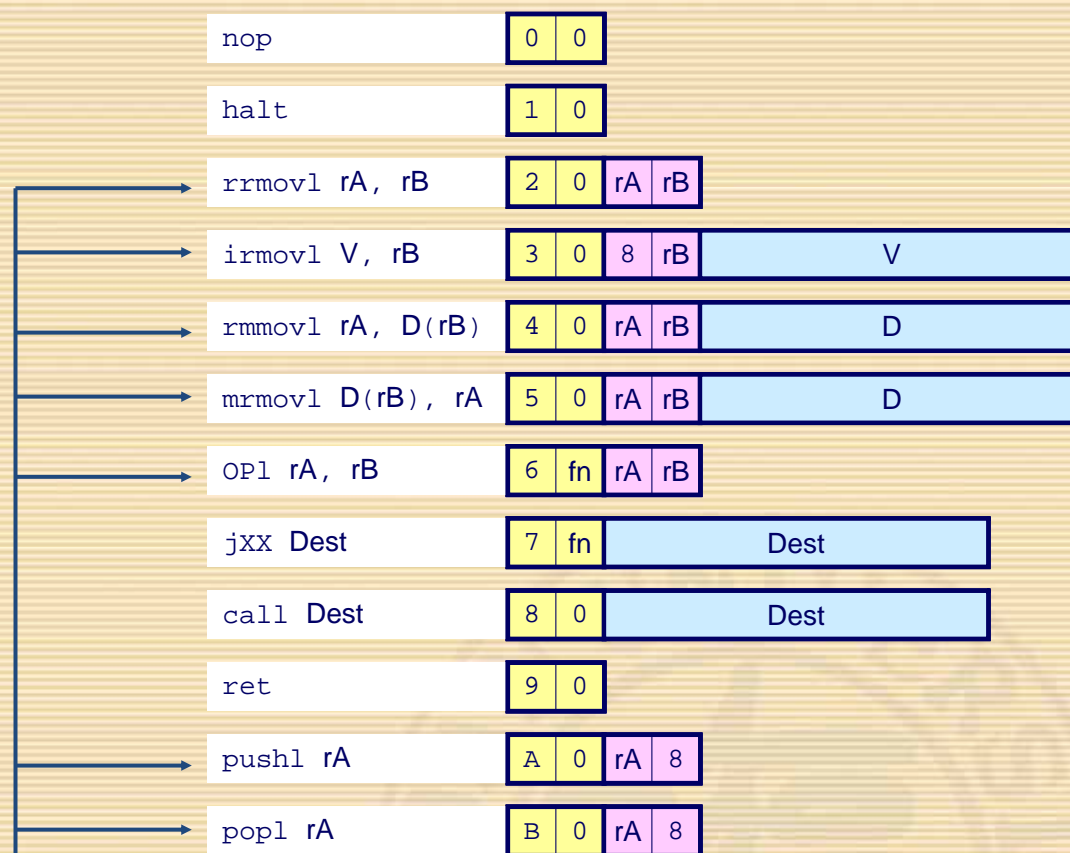 nop 0 0
halt 1 0
rrmovl rA, rB 2 0 rA rB
irmovl V, rB 3 0 8 rB V
rmmovl rA, D(rB) 4 0 rA rB D
mrmovl D(rB), rA 5 0 rA rB D
OPl rA, rB 6 fn rA rB
jXX Dest 7 fn Dest
call Dest 8 0 Dest
ret 9 0
pushl rA A 0 rA 8
popl rA B 0 rA 8